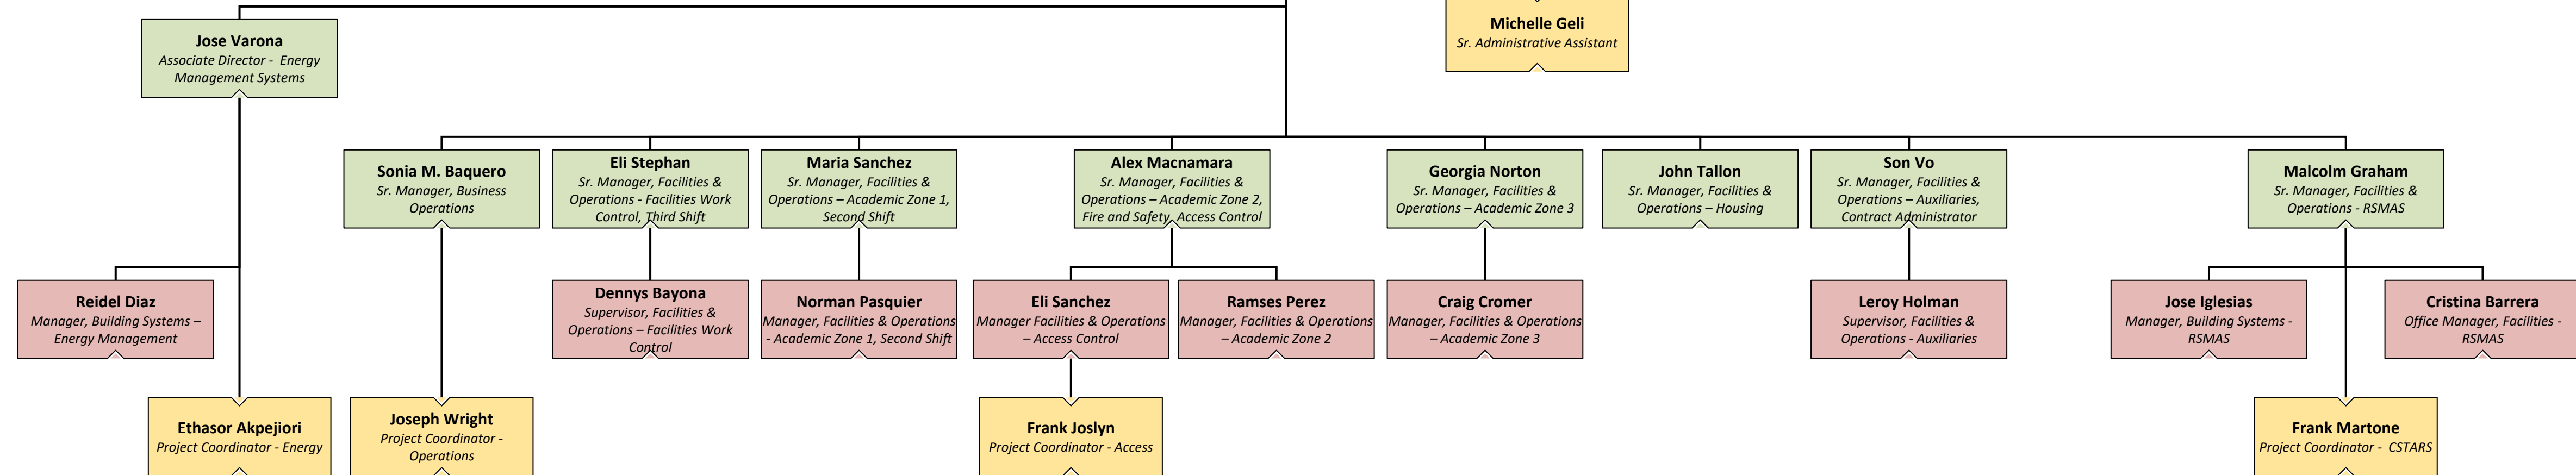 Michelle Geli
Sr. Administrative Assistant
Jose Varona
Associate Director -  Energy
Management Systems
Sonia M. Baquero
Sr. Manager, Business
Operations
Eli Stephan
Sr. Manager, Facilities &
Operations - Facilities Work
Control, Third Shift
Maria Sanchez
Sr. Manager, Facilities &
Operations – Academic Zone 1,
Second Shift
Alex Macnamara
Sr. Manager, Facilities &
Operations – Academic Zone 2,
Fire and Safety, Access Control
Georgia Norton
Sr. Manager, Facilities &
Operations – Academic Zone 3
John Tallon
Sr. Manager, Facilities &
Operations – Housing
Son Vo
Sr. Manager, Facilities &
Operations – Auxiliaries,
Contract Administrator
Malcolm Graham
Sr. Manager, Facilities &
Operations - RSMAS
Reidel Diaz
Manager, Building Systems –
Energy Management
Dennys Bayona
Supervisor, Facilities &
Operations – Facilities Work
Control
Norman Pasquier
Manager, Facilities & Operations
- Academic Zone 1, Second Shift
Eli Sanchez
Manager Facilities & Operations
– Access Control
Ramses Perez
Manager, Facilities & Operations
– Academic Zone 2
Craig Cromer
Manager, Facilities & Operations
– Academic Zone 3
Leroy Holman
Supervisor, Facilities &
Operations - Auxiliaries
Jose Iglesias
Manager, Building Systems -
RSMAS
Cristina Barrera
Office Manager, Facilities -
RSMAS
Ethasor Akpejiori
Project Coordinator - Energy
Joseph Wright
Project Coordinator -
Operations
Frank Joslyn
Project Coordinator - Access
Frank Martone
Project Coordinator -  CSTARS